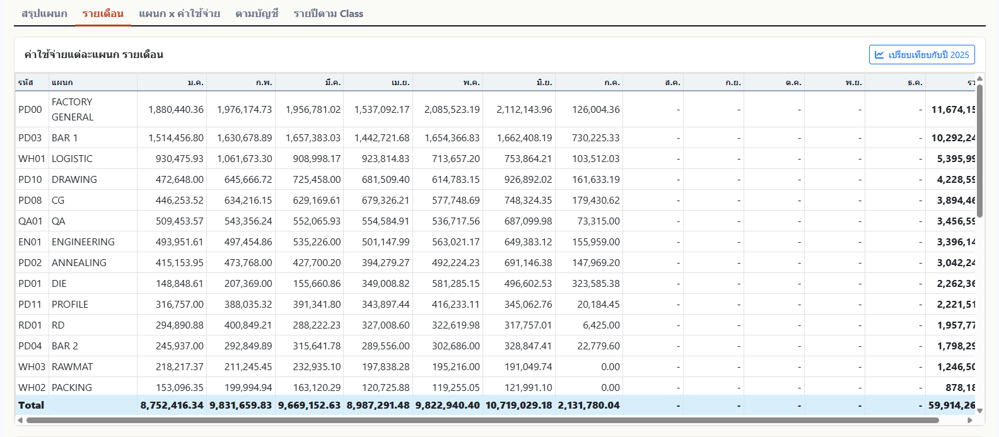 สรุปแผนก รายเดือน แผนก x ค่าใช้จ่าย ตามบัญชี รายปีตาม Class
ค่าใช้จ่ายแต่ละแผนก รายเดือน เปรียบเทียบกับปี 2025
รหัส แผนก ม.ค. ก.พ. มี.ค. เม.ย. พ.ค. มิ.ย. ก.ค. ส.ค. ก.ย. ต.ค. พ.ย. ธ.ค.
PD00 FACTORY GENERAL 1,880,440.36 1,976,174.73 1,956,781.02 1,537,092.17 2,085,523.19 2,112,143.96 126,004.36 - - - - - 11,674,15
PD03 BAR 1 1,514,456.80 1,630,678.89 1,657,383.03 1,442,721.68 1,654,366.83 1,662,408.19 730,225.33 - - - - - 10,292,24
WH01 LOGISTIC 930,475.93 1,061,673.30 908,998.17 923,814.83 713,657.20 753,864.21 103,512.03 - - - - - 5,395,99
PD10 DRAWING 472,648.00 645,666.72 725,458.00 681,509.40 614,783.15 926,892.02 161,633.19 - - - - - 4,228,59
PD08 CG 446,253.52 634,216.15 629,169.61 679,326.21 577,748.69 748,324.35 179,430.62 - - - - - 3,894,46
QA01 QA 509,453.57 543,356.24 552,065.93 554,584.91 536,717.56 687,099.98 73,315.00 - - - - - 3,456,59
EN01 ENGINEERING 493,951.61 497,454.86 535,226.00 501,147.99 563,021.17 649,383.12 155,959.00 - - - - - 3,396,14
PD02 ANNEALING 415,153.95 473,768.00 427,700.20 394,279.27 492,224.23 691,146.38 147,969.20 - - - - - 3,042,24
PD01 DIE 148,848.61 207,369.00 155,660.86 349,008.82 581,285.15 496,602.53 323,585.38 - - - - - 2,262,36
PD11 PROFILE 316,757.00 388,035.32 391,341.80 343,897.44 416,233.11 345,062.76 20,184.45 - - - - - 2,221,51
RD01 RD 294,890.88 400,849.21 288,222.23 327,008.60 322,619.98 317,757.01 6,425.00 - - - - - 1,957,77
PD04 BAR 2 245,937.00 292,849.89 315,641.78 289,556.00 302,686.00 328,847.41 22,779.60 - - - - - 1,798,29
WH03 RAWMAT 218,217.37 211,245.45 232,935.10 197,838.28 195,216.00 191,049.74 0.00 - - - - - 1,246,50
WH02 PACKING 153,096.35 199,994.94 163,120.29 120,725.88 119,255.05 121,991.10 0.00 - - - - - 878,18
Total 8,752,416.34 9,831,659.83 9,669,152.63 8,987,291.48 9,822,940.40 10,719,029.18 2,131,780.04 - - - - - 59,914,26